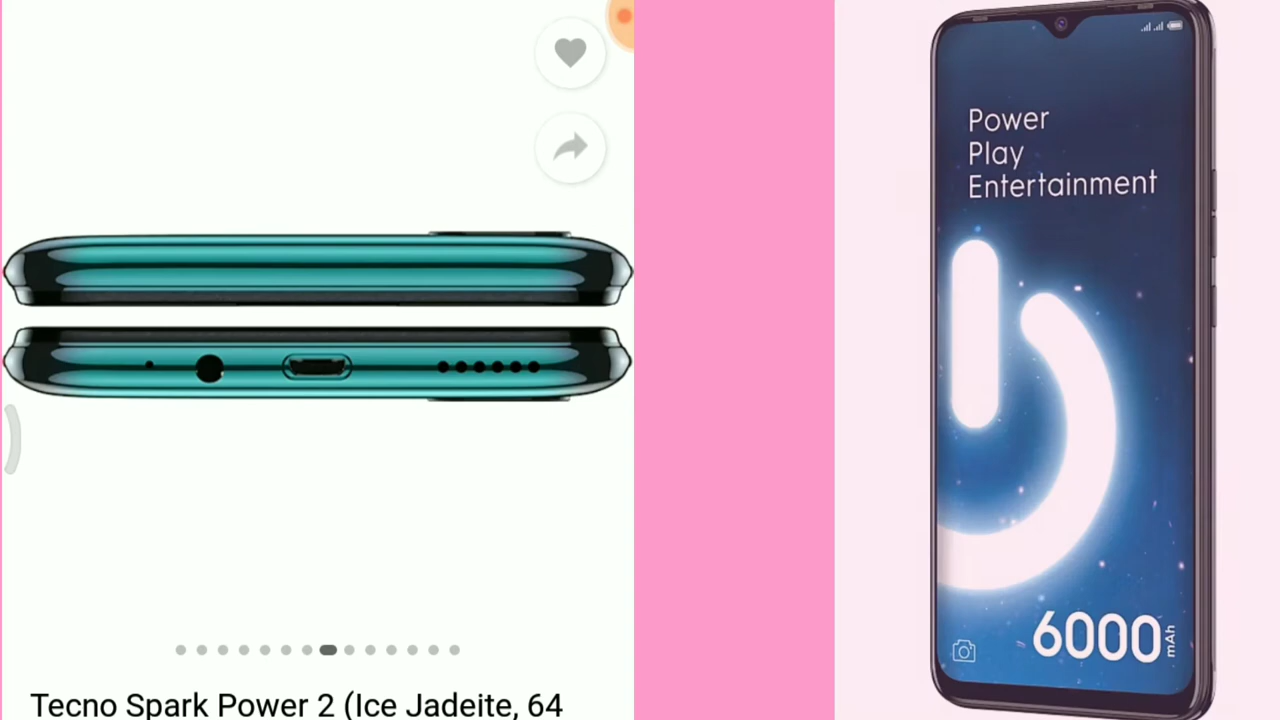 Tecno Spark Power 2 (Ice Jadeite, 64
Power
Play
Entertainment
6000 mAh